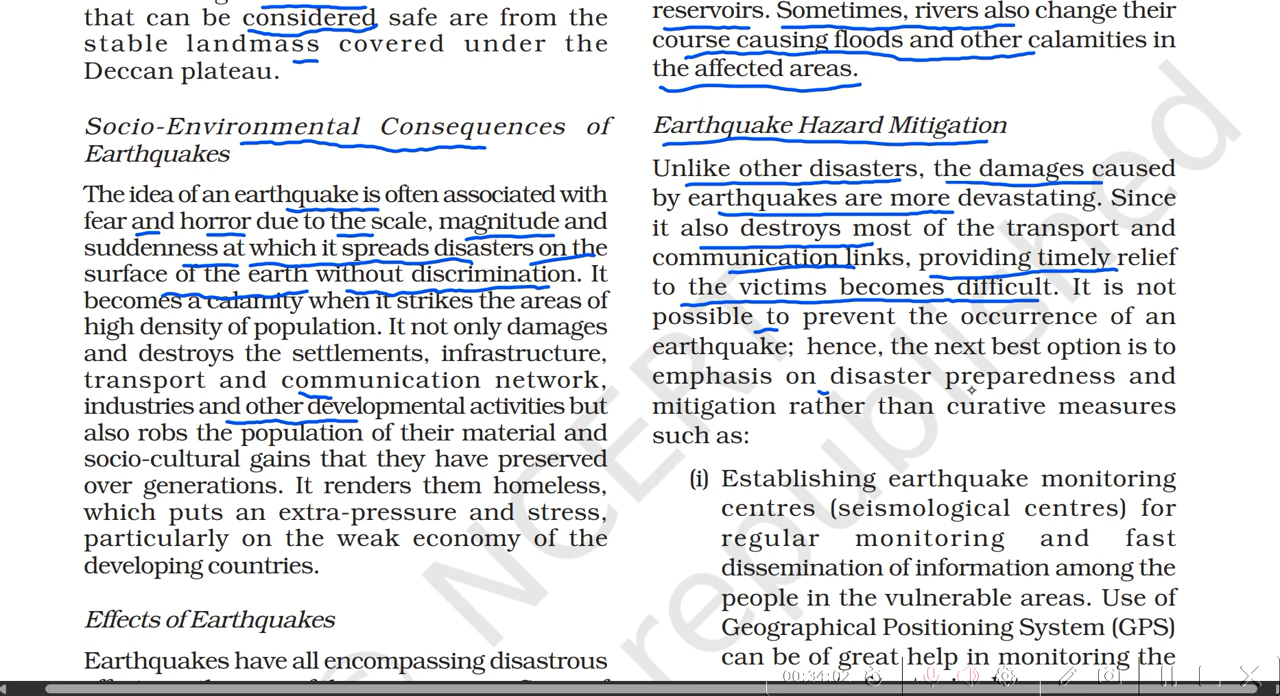 that can be considered safe are from the
stable landmass covered under the
Deccan plateau.
Socio-Environmental Consequences of
Earthquakes
The idea of an earthquake is often associated with
fear and horror due to the scale, magnitude and
suddenness at which it spreads disasters on the
surface of the earth without discrimination. It
becomes a calamity when it strikes the areas of
high density of population. It not only damages
and destroys the settlements, infrastructure,
transport and communication network,
industries and other developmental activities but
also robs the population of their material and
socio-cultural gains that they have preserved
over generations. It renders them homeless,
which puts an extra-pressure and stress,
particularly on the weak economy of the
developing countries.
Effects of Earthquakes
Earthquakes have all encompassing disastrous
reservoirs. Sometimes, rivers also change their
course causing floods and other calamities in
the affected areas.
Earthquake Hazard Mitigation
Unlike other disasters, the damages caused
by earthquakes are more devastating. Since
it also destroys most of the transport and
communication links, providing timely relief
to the victims becomes difficult. It is not
possible to prevent the occurrence of an
earthquake; hence, the next best option is to
emphasis on disaster preparedness and
mitigation rather than curative measures
such as:
(i) Establishing earthquake monitoring
centres (seismological centres) for
regular monitoring and fast
dissemination of information among the
people in the vulnerable areas. Use of
Geographical Positioning System (GPS)
can be of great help in monitoring the
00:34:02
© NCERT
republished